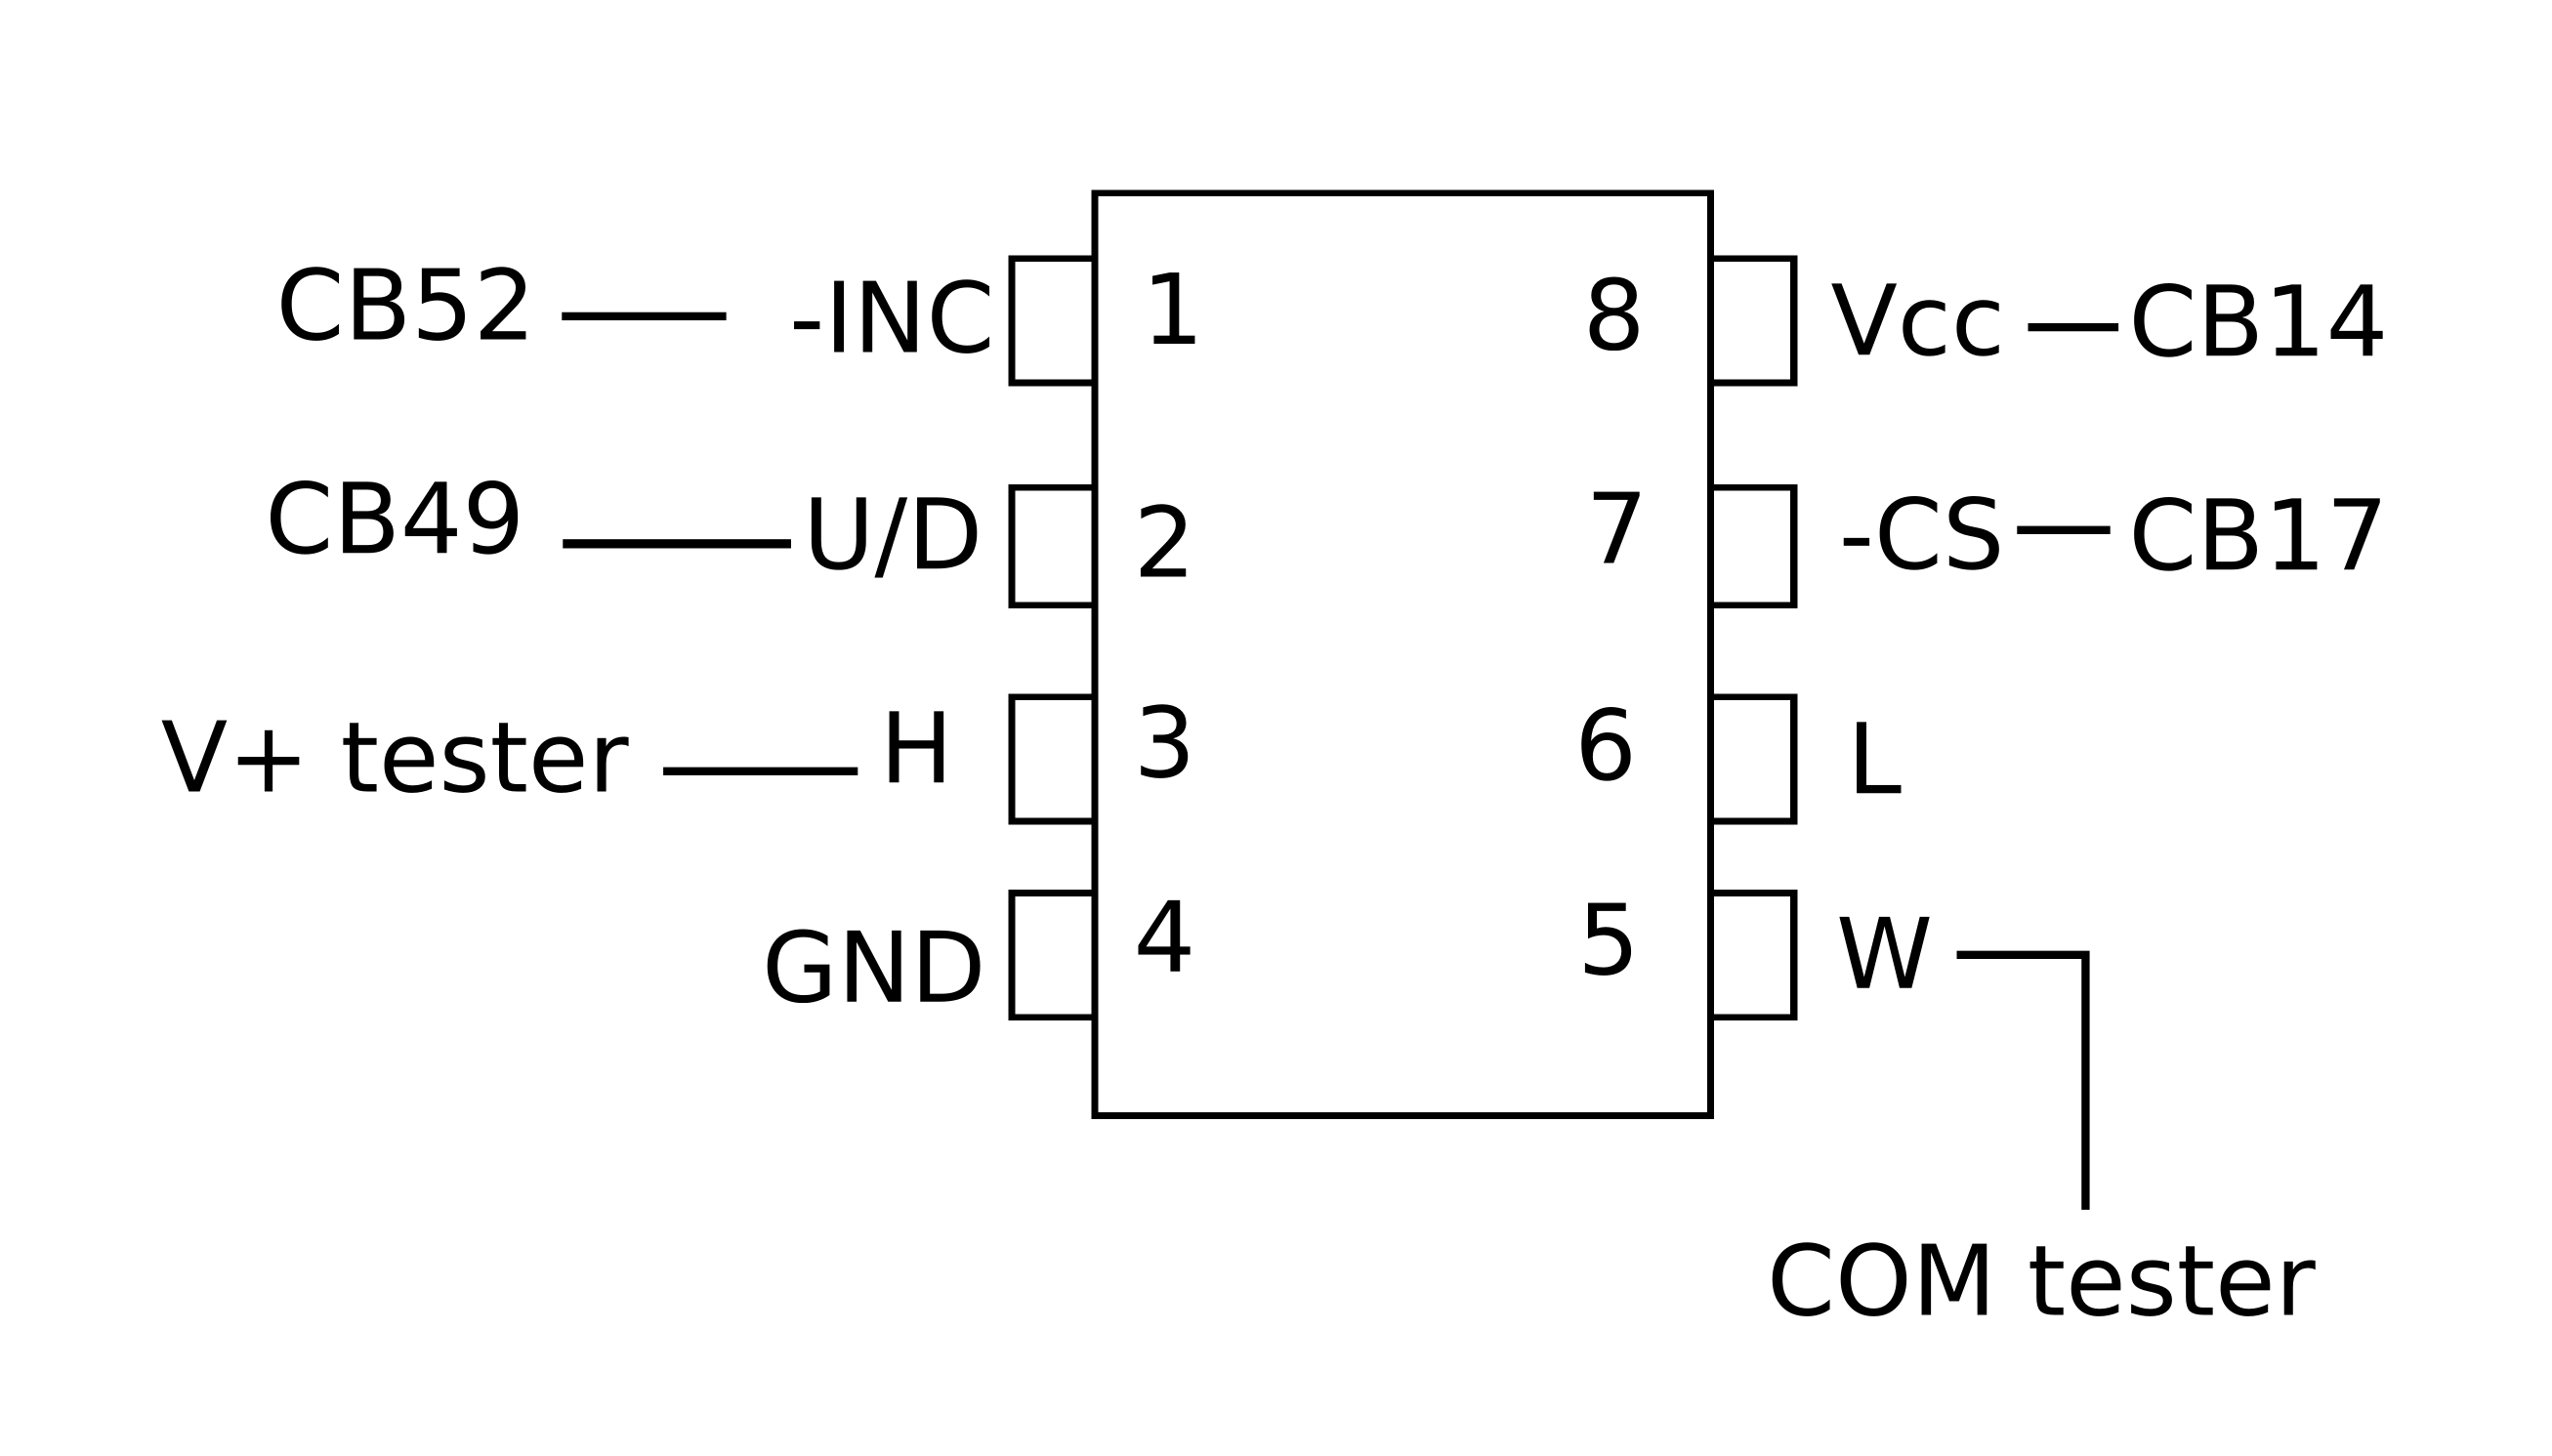 CB52 -INC 1 8 Vcc CB14
CB49 U/D 2 7 -CS CB17
V+ tester H 3 6 L
GND 4 5 W
COM tester